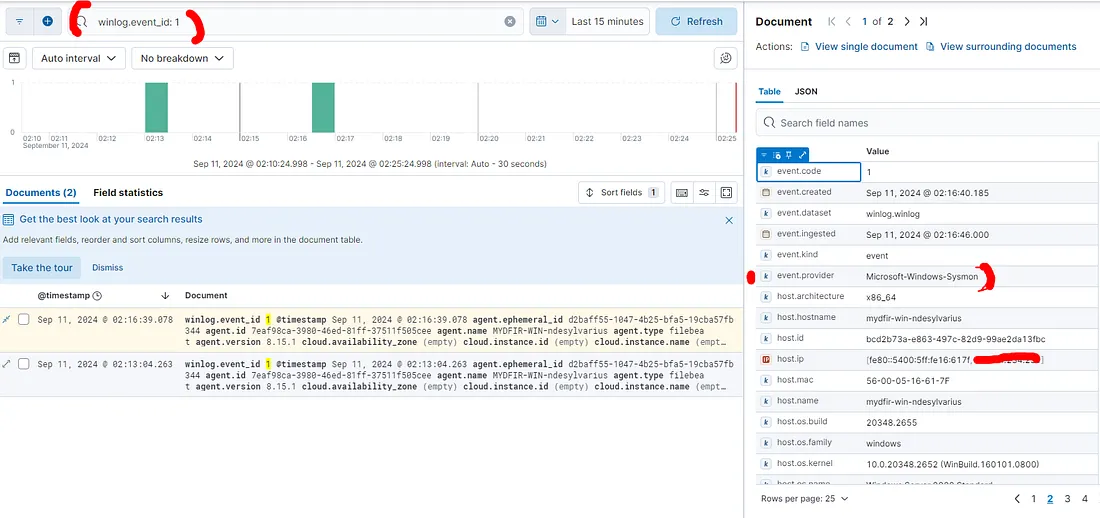 winlog.event_id: 1
Last 15 minutes
Refresh
Auto interval
No breakdown
1
0
02:10 02:11 02:12 02:13 02:14 02:15 02:16 02:17 02:18 02:19 02:20 02:21 02:22 02:23 02:24 02:25
September 11, 2024
Sep 11, 2024 @ 02:10:24.998 - Sep 11, 2024 @ 02:25:24.998 (interval: Auto - 30 seconds)
Documents (2) Field statistics
Sort fields 1
Get the best look at your search results
Add relevant fields, reorder and sort columns, resize rows, and more in the document table.
Take the tour Dismiss
@timestamp Document
Sep 11, 2024 @ 02:16:39.078
winlog.event_id 1 @timestamp Sep 11, 2024 @ 02:16:39.078 agent.ephemeral_id d2baff55-1047-4b25-bfa5-19cba57fb
344 agent.id 7eaf98ca-3980-46ed-81ff-37511f505cee agent.name MYDFIR-WIN-ndesylvarius agent.type filebea
t agent.version 8.15.1 cloud.availability_zone (empty) cloud.instance.id (empty) cloud.instance.name (empt…
Sep 11, 2024 @ 02:13:04.263
winlog.event_id 1 @timestamp Sep 11, 2024 @ 02:13:04.263 agent.ephemeral_id d2baff55-1047-4b25-bfa5-19cba57fb
344 agent.id 7eaf98ca-3980-46ed-81ff-37511f505cee agent.name MYDFIR-WIN-ndesylvarius agent.type filebea
t agent.version 8.15.1 cloud.availability_zone (empty) cloud.instance.id (empty) cloud.instance.name (empt…
Document
1 of 2
Actions: View single document View surrounding documents
Table JSON
Search field names
Value
event.code 1
event.created Sep 11, 2024 @ 02:16:40.185
event.dataset winlog.winlog
event.ingested Sep 11, 2024 @ 02:16:46.000
event.kind event
event.provider Microsoft-Windows-Sysmon
host.architecture x86_64
host.hostname mydfir-win-ndesylvarius
host.id bcd2b73a-e863-497c-82d9-99ae2da13fbc
host.ip [fe80::5400:5ff:fe16:617f,
host.mac 56-00-05-16-61-7F
host.name mydfir-win-ndesylvarius
host.os.build 20348.2655
host.os.family windows
host.os.kernel 10.0.20348.2652 (WinBuild.160101.0800)
Rows per page: 25
1 2 3 4